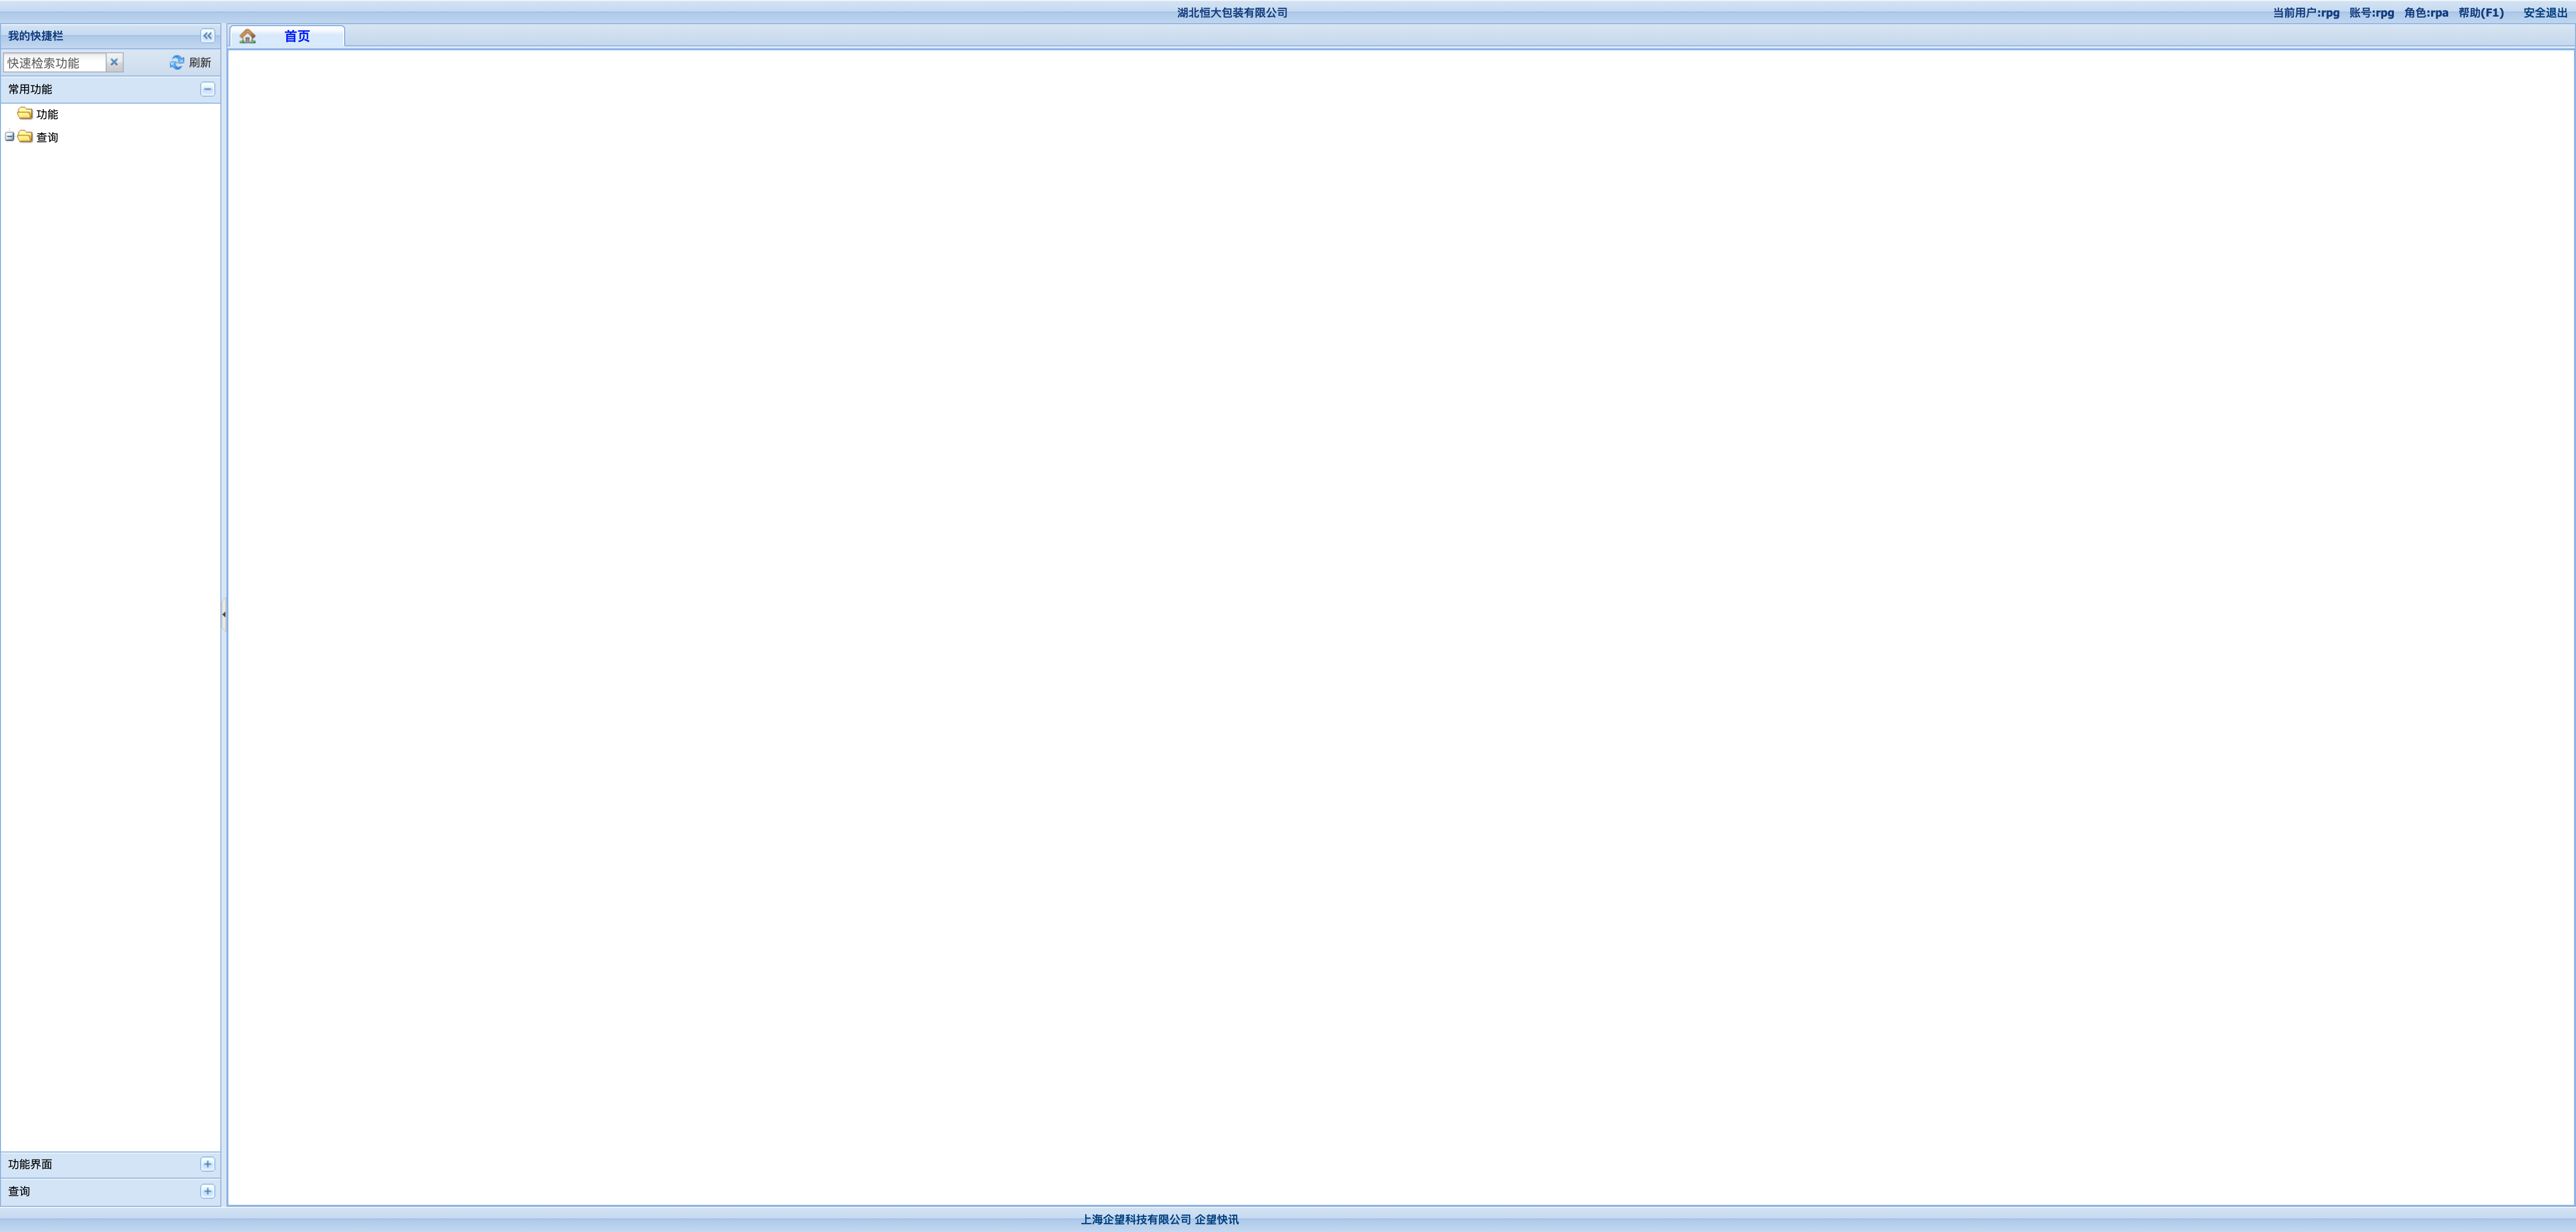 湖北恒大包装有限公司
当前用户:rpg 账号:rpg 角色:rpa 帮助(F1) 安全退出
我的快捷栏
首页
快速检索功能 刷新
常用功能
功能
查询
功能界面
查询
上海企望科技有限公司 企望快讯